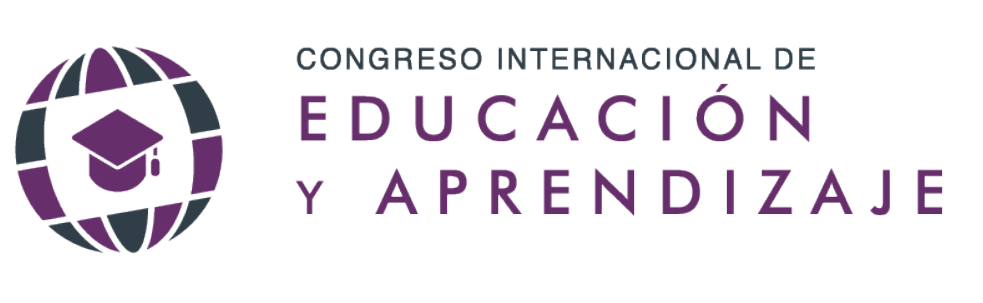 CONGRESO INTERNACIONAL DE
EDUCACIÓN
Y APRENDIZAJE